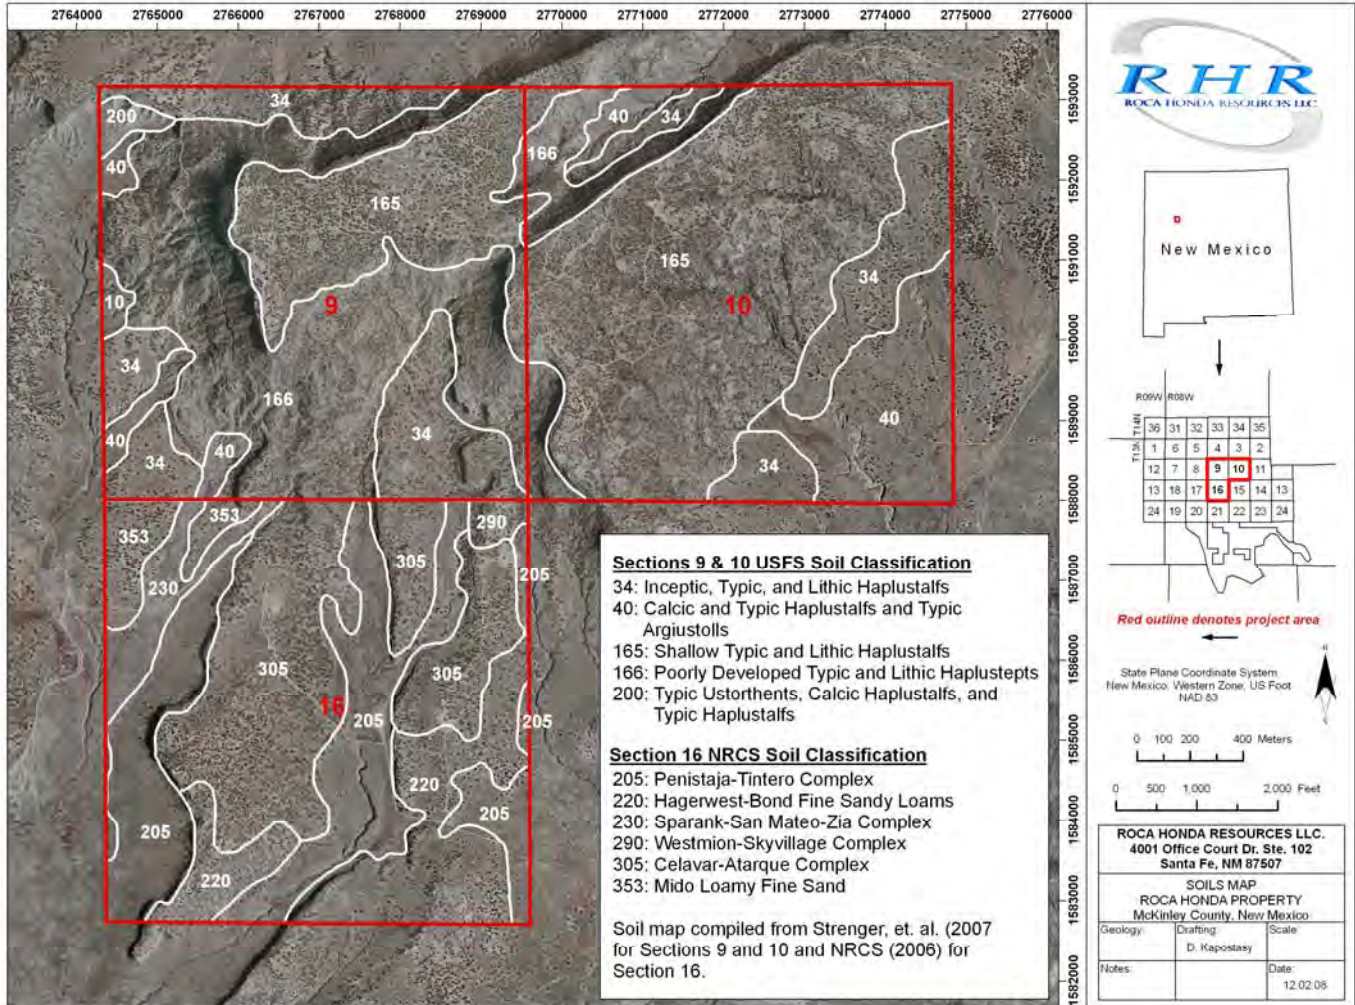 2764000 2765000 2766000 2767000 2768000 2769000 2770000 2771000 2772000 2773000 2774000 2775000 2776000
1593000
1592000
1591000
1590000
1589000
1588000
1587000
1586000
1585000
1584000
1583000
1582000
34
200
40
40
34
166
165
165
34
10
9
10
34
166
40
34
40
34
40
34
353
353
290
305
205
230
305
305
16
205
205
220
205
205
220
Sections 9 & 10 USFS Soil Classification
34: Inceptic, Typic, and Lithic Haplustalfs
40: Calcic and Typic Haplustalfs and Typic
Argiustolls
165: Shallow Typic and Lithic Haplustalfs
166: Poorly Developed Typic and Lithic Haplustepts
200: Typic Ustorthents, Calcic Haplustalfs, and
Typic Haplustalfs
Section 16 NRCS Soil Classification
205: Penistaja-Tintero Complex
220: Hagerwest-Bond Fine Sandy Loams
230: Sparank-San Mateo-Zia Complex
290: Westmion-Skyvillage Complex
305: Celavar-Atarque Complex
353: Mido Loamy Fine Sand
Soil map compiled from Strenger, et. al. (2007
for Sections 9 and 10 and NRCS (2006) for
Section 16.
RHR
ROCA HONDA RESOURCES LLC
New Mexico
R09W R08W
T14N
T13N
36 31 32 33 34 35
1 6 5 4 3 2
12 7 8 9 10 11
13 18 17 16 15 14 13
24 19 20 21 22 23 24
Red outline denotes project area
State Plane Coordinate System
New Mexico, Western Zone, US Foot
NAD 83
0 100 200 400 Meters
0 500 1,000 2,000 Feet
ROCA HONDA RESOURCES LLC.
4001 Office Court Dr. Ste. 102
Santa Fe, NM 87507
SOILS MAP
ROCA HONDA PROPERTY
McKinley County, New Mexico
Geology: Drafting: Scale:
D. Kapostasy
Notes: Date:
12.02.08